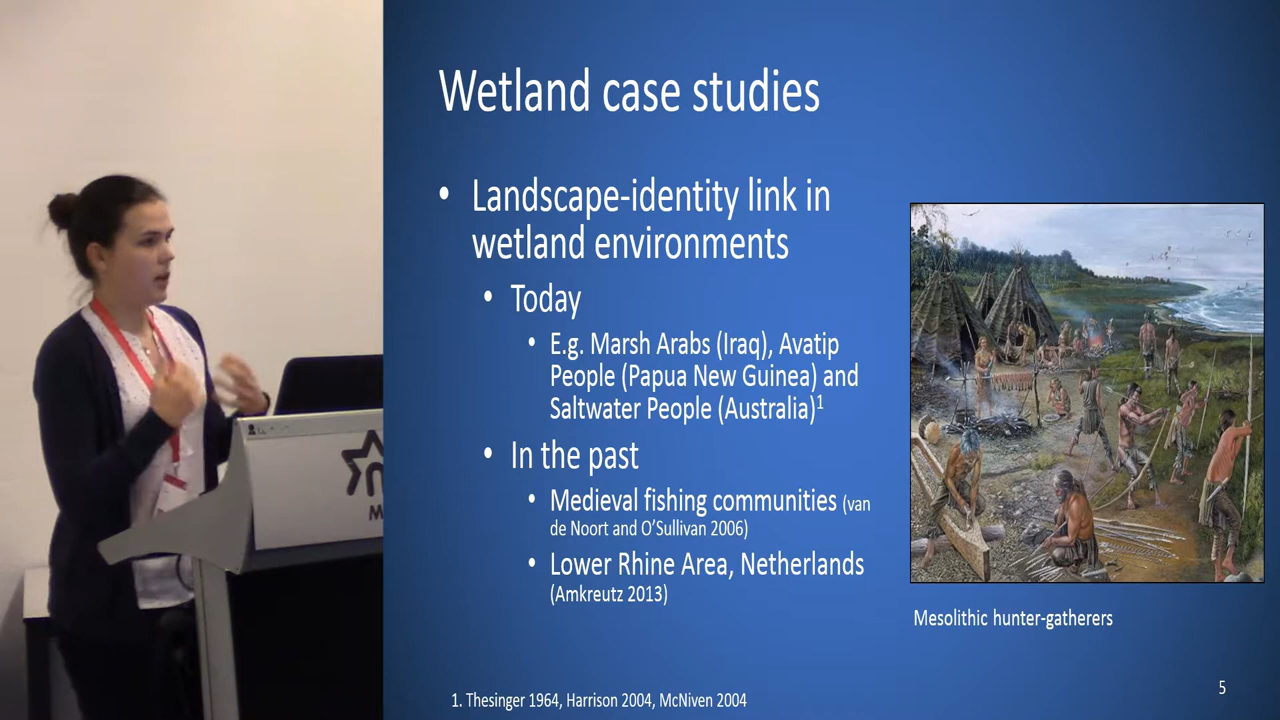 Wetland case studies
• Landscape-identity link in
wetland environments
• Today
• E.g. Marsh Arabs (Iraq), Avatip
People (Papua New Guinea) and
Saltwater People (Australia)1
• In the past
• Medieval fishing communities (van
de Noort and O’Sullivan 2006)
• Lower Rhine Area, Netherlands
(Amkreutz 2013)
Mesolithic hunter-gatherers
1. Thesinger 1964, Harrison 2004, McNiven 2004
5